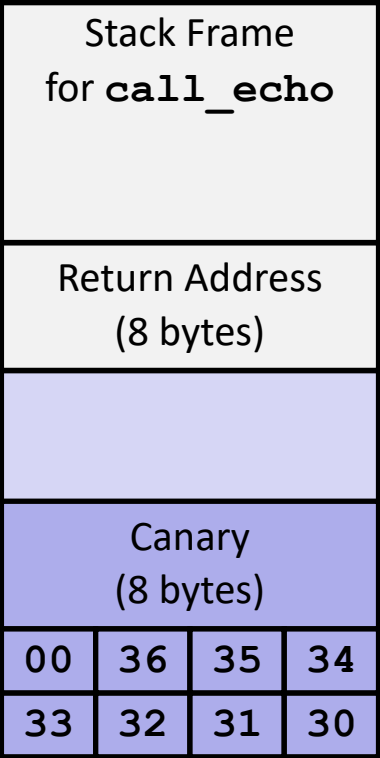 Stack Frame
for call_echo
Return Address
(8 bytes)
Canary
(8 bytes)
00 36 35 34
33 32 31 30